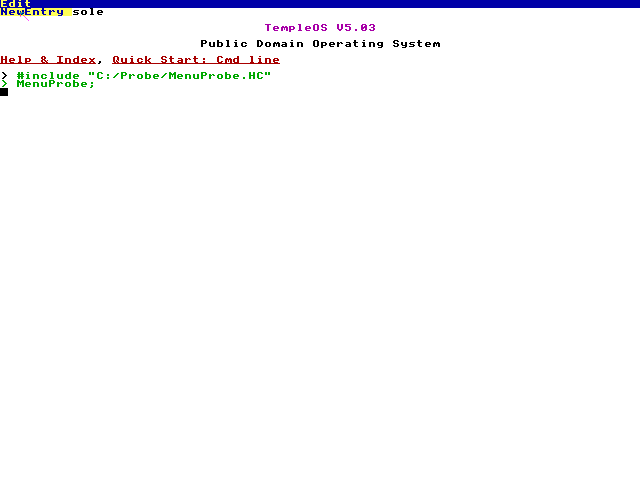 Edit
NewEntry sole
TempleOS V5.03
Public Domain Operating System
Help & Index, Quick Start: Cmd line
> #include "C:/Probe/MenuProbe.HC"
> MenuProbe;